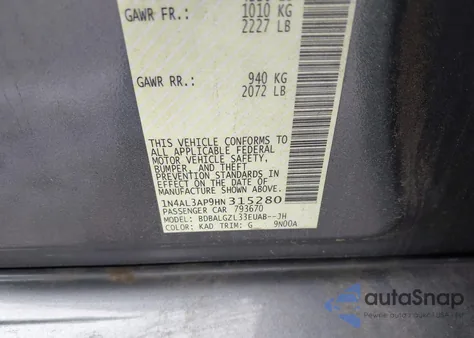 GAWR FR.: 1010 KG
2227 LB
GAWR RR.: 940 KG
2072 LB
THIS VEHICLE CONFORMS TO
ALL APPLICABLE FEDERAL
MOTOR VEHICLE SAFETY,
BUMPER, AND THEFT
PREVENTION STANDARDS IN
EFFECT ON THE DATE OF
MANUFACTURE SHOWN ABOVE.
1N4AL3AP9HN315280
PASSENGER CAR 793670
MODEL: BDBALGZL33EUAB--JH
COLOR: KAD TRIM: G 9N00A
autoSnap